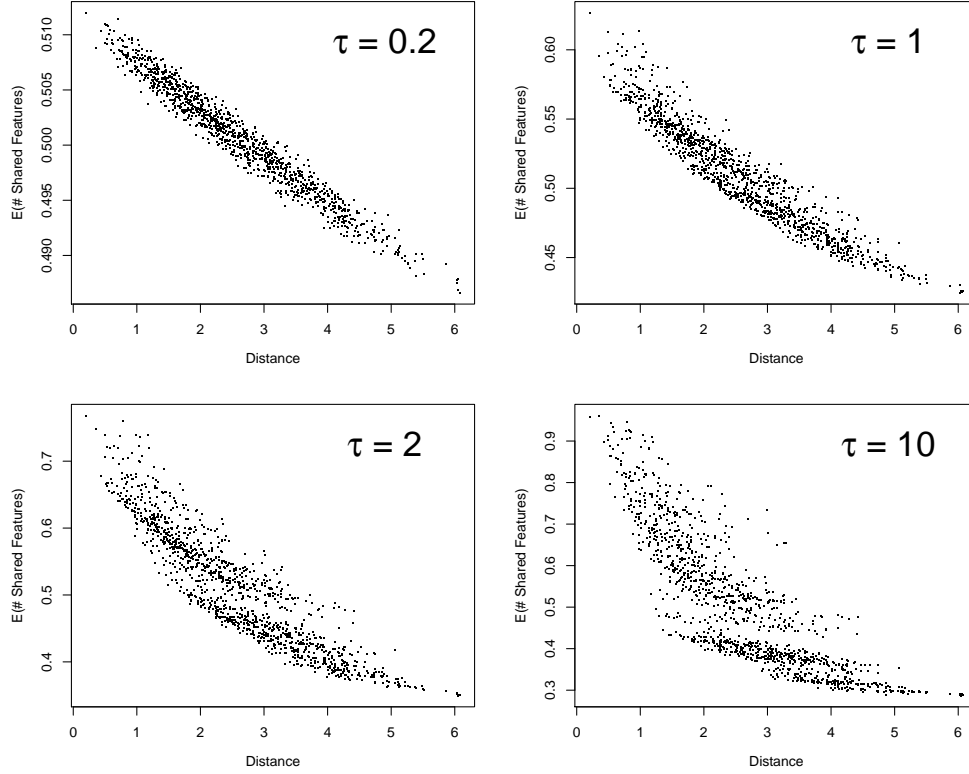 τ = 0.2
E(# Shared Features)
0.510
0.505
0.500
0.495
0.490
0 1 2 3 4 5 6
Distance
τ = 1
E(# Shared Features)
0.60
0.55
0.50
0.45
0 1 2 3 4 5 6
Distance
τ = 2
E(# Shared Features)
0.7
0.6
0.5
0.4
0 1 2 3 4 5 6
Distance
τ = 10
E(# Shared Features)
0.9
0.8
0.7
0.6
0.5
0.4
0.3
0 1 2 3 4 5 6
Distance